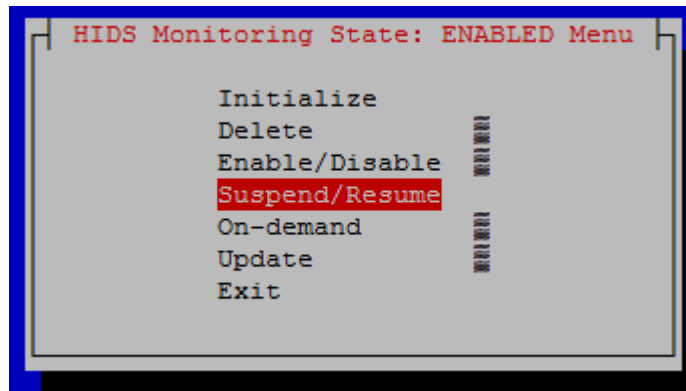 HIDS Monitoring State: ENABLED Menu
Initialize
Delete
Enable/Disable
Suspend/Resume
On-demand
Update
Exit